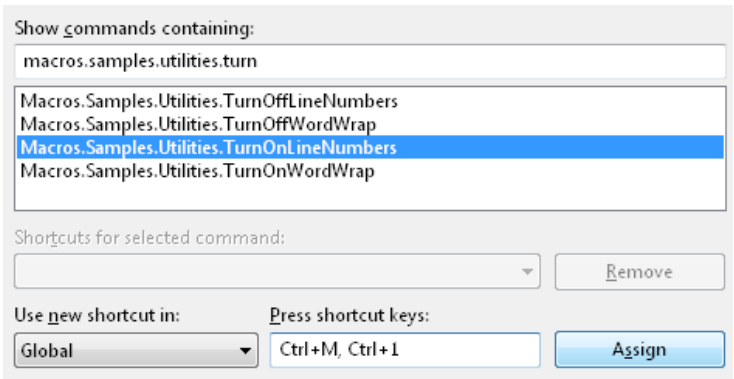 Show commands containing:
macros.samples.utilities.turn
Macros.Samples.Utilities.TurnOffLineNumbers
Macros.Samples.Utilities.TurnOffWordWrap
Macros.Samples.Utilities.TurnOnLineNumbers
Macros.Samples.Utilities.TurnOnWordWrap
Shortcuts for selected command:
Remove
Use new shortcut in: Press shortcut keys:
Global Ctrl+M, Ctrl+1 Assign